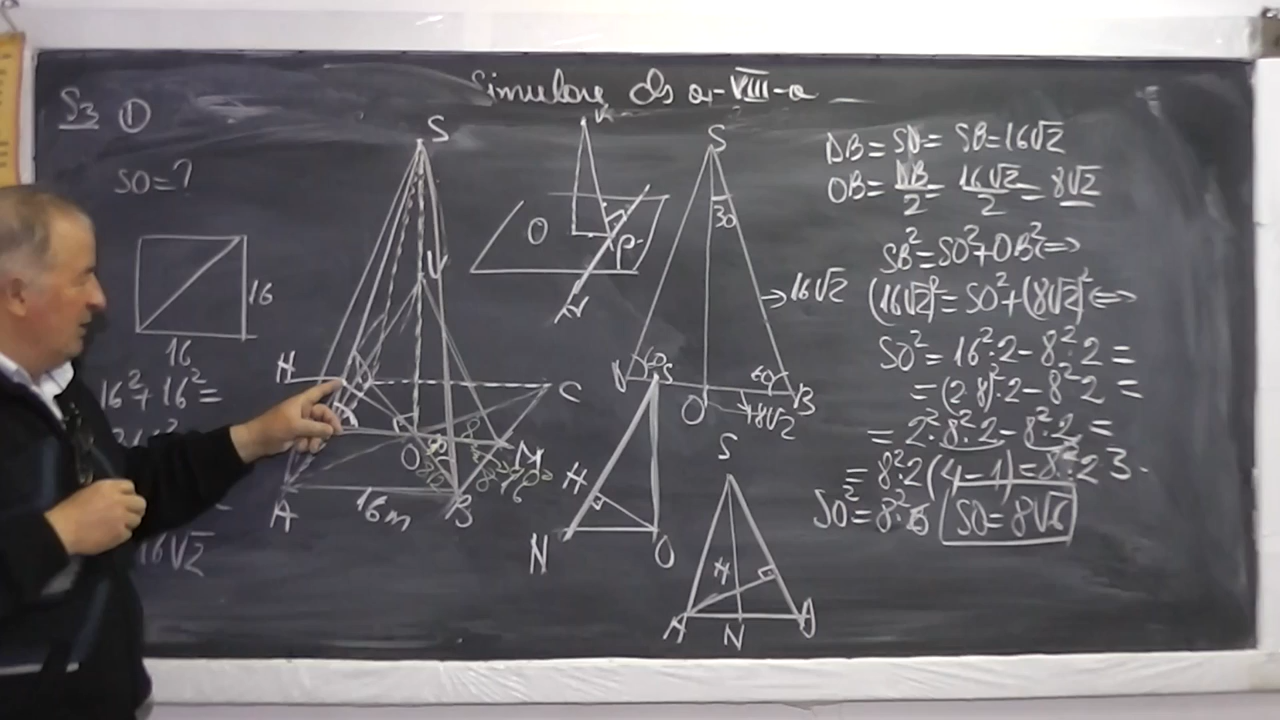 Simulare cls a-VIII-a
S3 ①
SO=?
16
16
16²+16²=
16√2
S
V
H
C
O
M
A
16m
B
V
O
P
S
30
→16√2
60
60
O
B
→8√2
S
H
N
O
S
H
A
N
D
DB=SD=SB=16√2
OB=DB/2=16√2/2=8√2
SB²=SO²+OB²⇔
(16√2)²=SO²+(8√2)²⇔
SO²=16²·2-8²·2=
=(2·8)²·2-8²·2=
=2²·8²·2-8²·2=
=8²·2(4-1)=8²·2·3
SO²=8²·6 SO=8√6